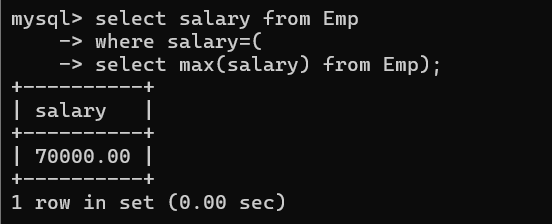 mysql> select salary from Emp
    -> where salary=(
    -> select max(salary) from Emp);
+----------+
| salary   |
+----------+
| 70000.00 |
+----------+
1 row in set (0.00 sec)